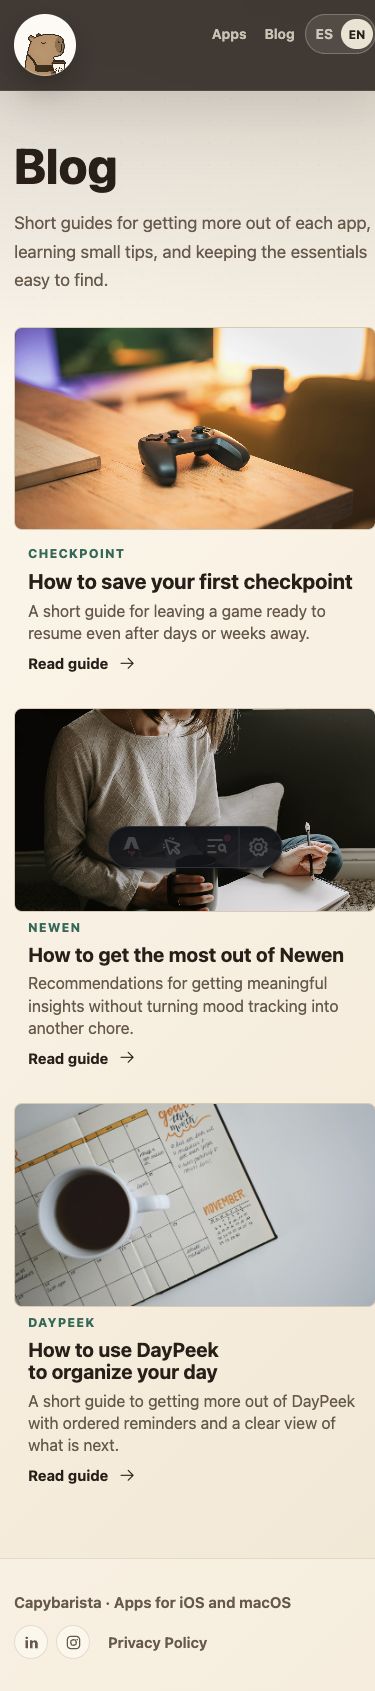 Apps Blog ES EN
Blog
Short guides for getting more out of each app,
learning small tips, and keeping the essentials
easy to find.
CHECKPOINT
How to save your first checkpoint
A short guide for leaving a game ready to
resume even after days or weeks away.
Read guide →
NEWEN
How to get the most out of Newen
Recommendations for getting meaningful
insights without turning mood tracking into
another chore.
Read guide →
goals
this
month
NOVEMBER
DAYPEEK
How to use DayPeek
to organize your day
A short guide to getting more out of DayPeek
with ordered reminders and a clear view of
what is next.
Read guide →
Capybarista · Apps for iOS and macOS
in Privacy Policy